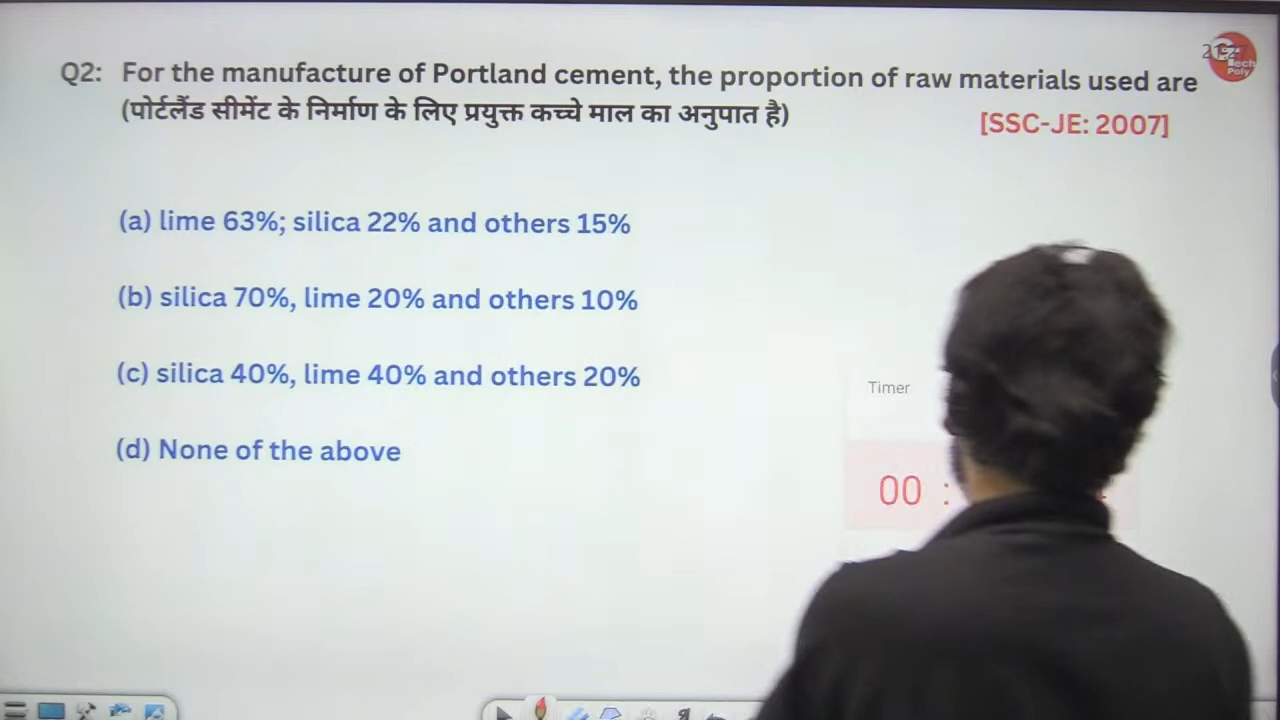 Q2: For the manufacture of Portland cement, the proportion of raw materials used are
(पोर्टलैंड सीमेंट के निर्माण के लिए प्रयुक्त कच्चे माल का अनुपात है)
[SSC-JE: 2007]
(a) lime 63%; silica 22% and others 15%
(b) silica 70%, lime 20% and others 10%
(c) silica 40%, lime 40% and others 20%
(d) None of the above
Timer
00 :
Tech
Poly